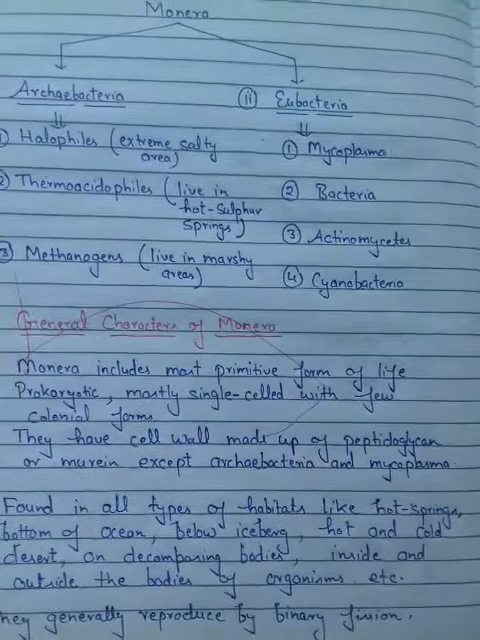 Monera
Archaebacteria
(ii) Eubacteria
1) Halophiles (extreme salty
area)
2) Thermoacidophiles (live in
hot-sulphur
springs)
3) Methanogens (live in marshy
areas)
(1) Mycoplasma
(2) Bacteria
(3) Actinomycetes
(4) Cyanobacteria
General Characters of Monera
Monera includes most primitive form of life
Prokaryotic, mostly single-celled with few
colonial forms
They have cell wall made up of peptidoglycan
or murein except archaebacteria and mycoplasma.
Found in all types of habitats like hot-springs,
bottom of ocean, below iceberg, hot and cold
desert, on decomposing bodies, inside and
outside the bodies of organisms etc.
hey generally reproduce by binary fission.